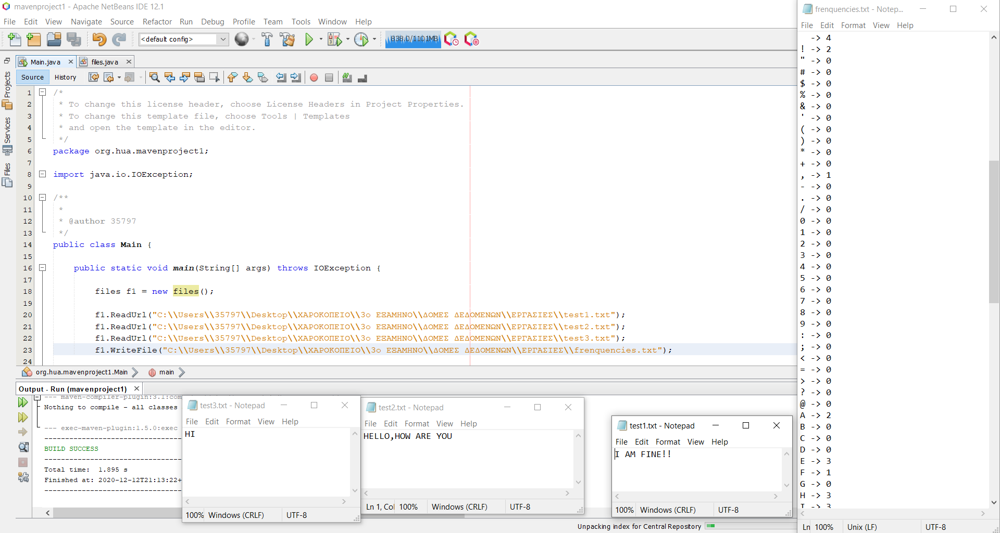 mavenproject1 - Apache NetBeans IDE 12.1
File Edit View Navigate Source Refactor Run Debug Profile Team Tools Window Help
<default config>
838.0/1101MB
Main.java
files.java
Source History
Projects
Services
Files
1 /*
2 * To change this license header, choose License Headers in Project Properties.
3 * To change this template file, choose Tools | Templates
4 * and open the template in the editor.
5 */
6 package org.hua.mavenproject1;
7
8 import java.io.IOException;
9
10 /**
11 *
12 * @author 35797
13 */
14 public class Main {
15
16 public static void main(String[] args) throws IOException {
17
18 files f1 = new files();
19
20 f1.ReadUrl("C:\\Users\\35797\\Desktop\\ΧΑΡΟΚΟΠΕΙΟ\\3ο ΕΞΑΜΗΝΟ\\ΔΟΜΕΣ ΔΕΔΟΜΕΝΩΝ\\ΕΡΓΑΣΙΕΣ\\test1.txt");
21 f1.ReadUrl("C:\\Users\\35797\\Desktop\\ΧΑΡΟΚΟΠΕΙΟ\\3ο ΕΞΑΜΗΝΟ\\ΔΟΜΕΣ ΔΕΔΟΜΕΝΩΝ\\ΕΡΓΑΣΙΕΣ\\test2.txt");
22 f1.ReadUrl("C:\\Users\\35797\\Desktop\\ΧΑΡΟΚΟΠΕΙΟ\\3ο ΕΞΑΜΗΝΟ\\ΔΟΜΕΣ ΔΕΔΟΜΕΝΩΝ\\ΕΡΓΑΣΙΕΣ\\test3.txt");
23 f1.WriteFile("C:\\Users\\35797\\Desktop\\ΧΑΡΟΚΟΠΕΙΟ\\3ο ΕΞΑΜΗΝΟ\\ΔΟΜΕΣ ΔΕΔΟΜΕΝΩΝ\\ΕΡΓΑΣΙΕΣ\\frenquencies.txt");
24
org.hua.mavenproject1.Main main
Output - Run (mavenproject1)
--- maven-compiler-plugin:3.1:com
Nothing to compile - all classes
--- exec-maven-plugin:1.5.0:exec
BUILD SUCCESS
Total time: 1.895 s
Finished at: 2020-12-12T21:13:22+
test3.txt - Notepad
File Edit Format View Help
HI
100% Windows (CRLF) UTF-8
test2.txt - Notepad
File Edit Format View Help
HELLO,HOW ARE YOU
Ln 1, Col 100% Windows (CRLF) UTF-8
test1.txt - Notepad
File Edit Format View Help
I AM FINE!!
100% Windows (CRLF) UTF-8
Unpacking index for Central Repository
frenquencies.txt - Notep...
File Edit Format View Help
-> 4
! -> 2
" -> 0
# -> 0
$ -> 0
% -> 0
& -> 0
' -> 0
( -> 0
) -> 0
* -> 0
+ -> 0
, -> 1
- -> 0
. -> 0
/ -> 0
0 -> 0
1 -> 0
2 -> 0
3 -> 0
4 -> 0
5 -> 0
6 -> 0
7 -> 0
8 -> 0
9 -> 0
: -> 0
; -> 0
< -> 0
= -> 0
> -> 0
? -> 0
@ -> 0
A -> 2
B -> 0
C -> 0
D -> 0
E -> 3
F -> 1
G -> 0
H -> 3
I -> 3
Ln 100% Unix (LF) UTF-8